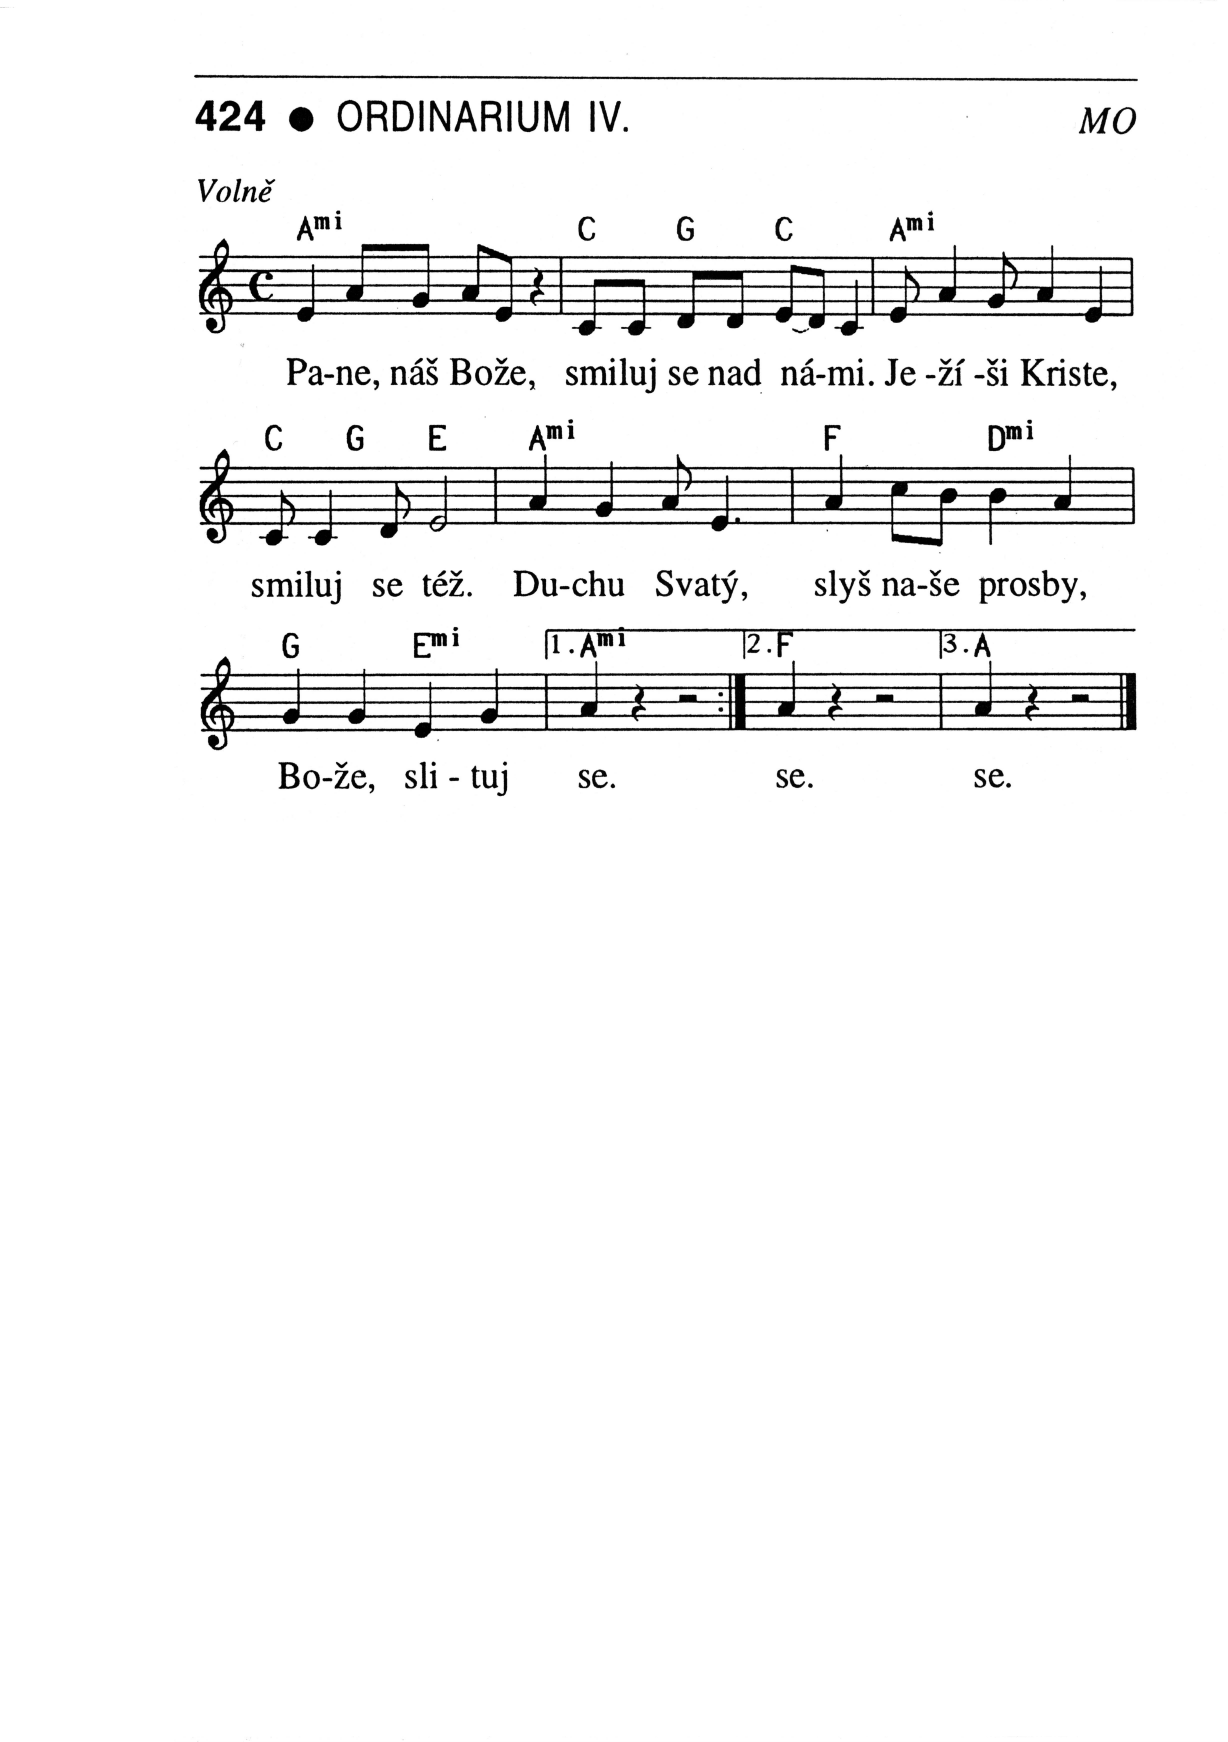 424 ● ORDINARIUM IV. MO
Volně
Ami C G C Ami
Pa-ne, náš Bože, smiluj se nad ná-mi. Je-ží-ši Kriste,
C G E Ami F Dmi
smiluj se též. Du-chu Svatý, slyš na-še prosby,
G Emi 1. Ami 2. F 3. A
Bo-že, sli-tuj se. se. se.